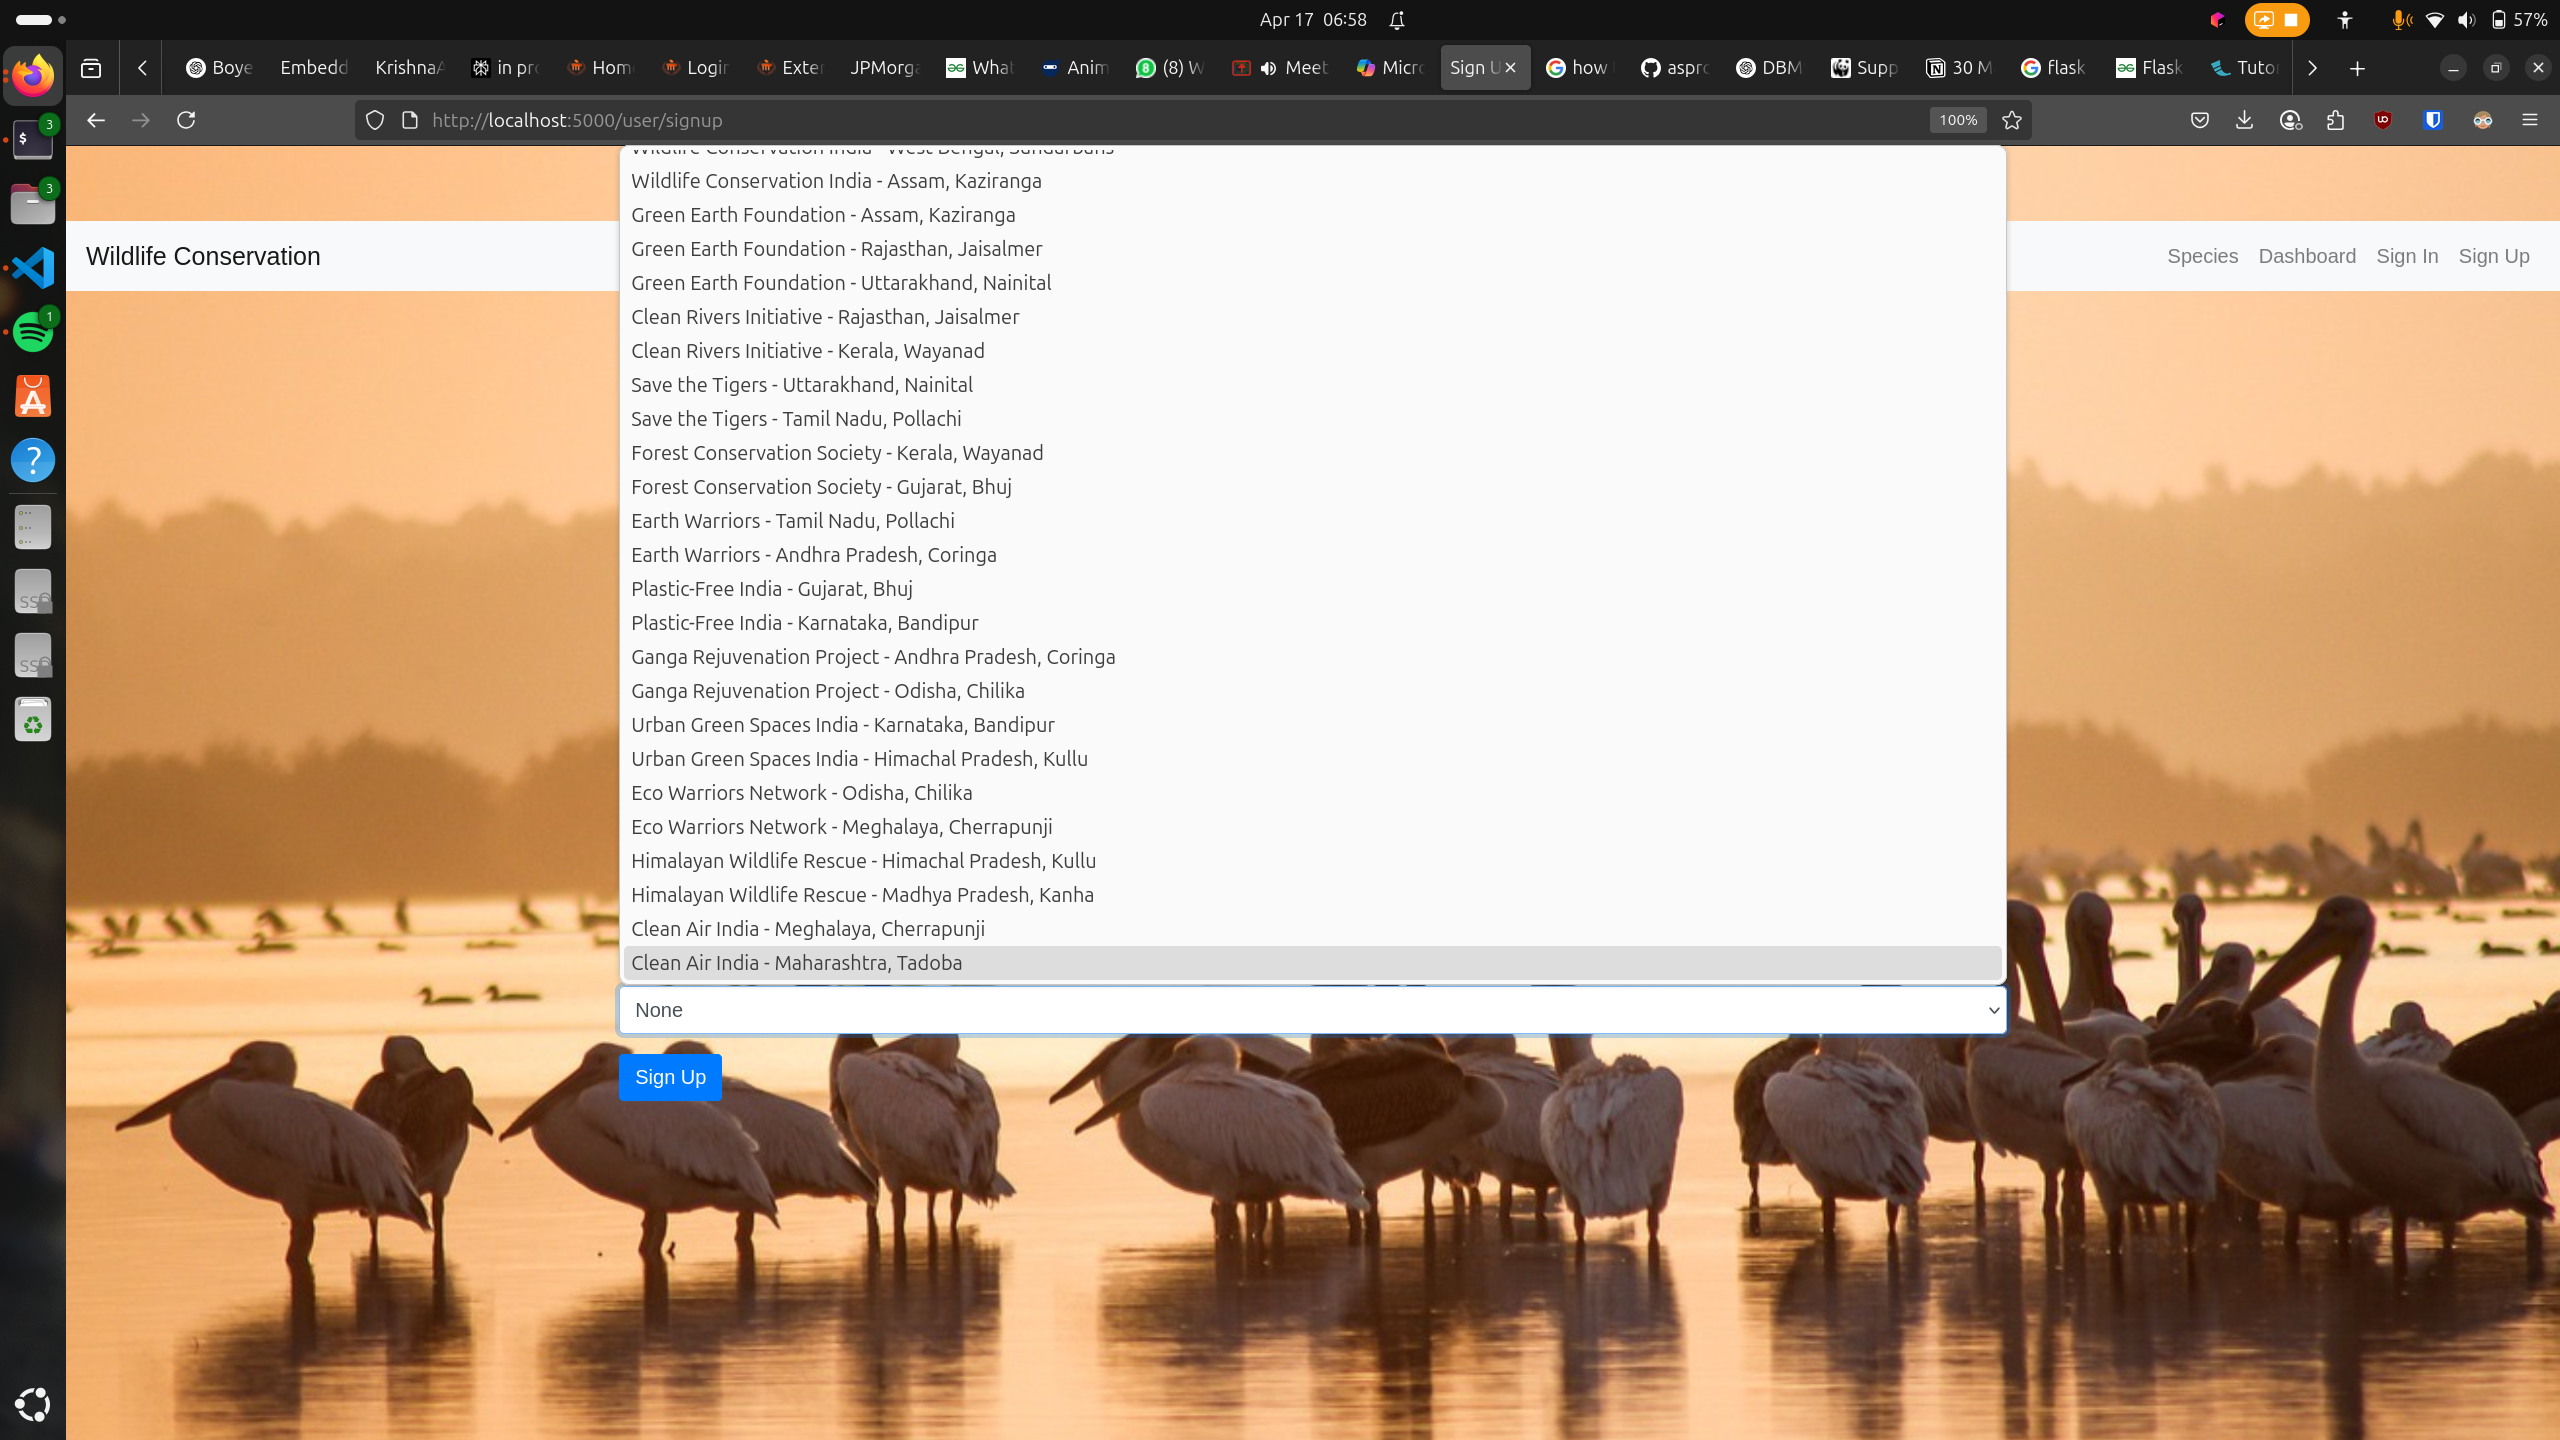 Apr 17 06:58
57%
Boye
Embedd
KrishnaA
in pro
Hom
Login
Exter
JPMorga
What
Anim
(8) W
Meet
Micro
Sign U
how
aspro
DBM
Supp
30 M
flask
Flask
Tutor
http://localhost:5000/user/signup
100%
Wildlife Conservation
Species
Dashboard
Sign In
Sign Up
Wildlife Conservation India - West Bengal, Sundarbans
Wildlife Conservation India - Assam, Kaziranga
Green Earth Foundation - Assam, Kaziranga
Green Earth Foundation - Rajasthan, Jaisalmer
Green Earth Foundation - Uttarakhand, Nainital
Clean Rivers Initiative - Rajasthan, Jaisalmer
Clean Rivers Initiative - Kerala, Wayanad
Save the Tigers - Uttarakhand, Nainital
Save the Tigers - Tamil Nadu, Pollachi
Forest Conservation Society - Kerala, Wayanad
Forest Conservation Society - Gujarat, Bhuj
Earth Warriors - Tamil Nadu, Pollachi
Earth Warriors - Andhra Pradesh, Coringa
Plastic-Free India - Gujarat, Bhuj
Plastic-Free India - Karnataka, Bandipur
Ganga Rejuvenation Project - Andhra Pradesh, Coringa
Ganga Rejuvenation Project - Odisha, Chilika
Urban Green Spaces India - Karnataka, Bandipur
Urban Green Spaces India - Himachal Pradesh, Kullu
Eco Warriors Network - Odisha, Chilika
Eco Warriors Network - Meghalaya, Cherrapunji
Himalayan Wildlife Rescue - Himachal Pradesh, Kullu
Himalayan Wildlife Rescue - Madhya Pradesh, Kanha
Clean Air India - Meghalaya, Cherrapunji
Clean Air India - Maharashtra, Tadoba
None
Sign Up
3
3
1